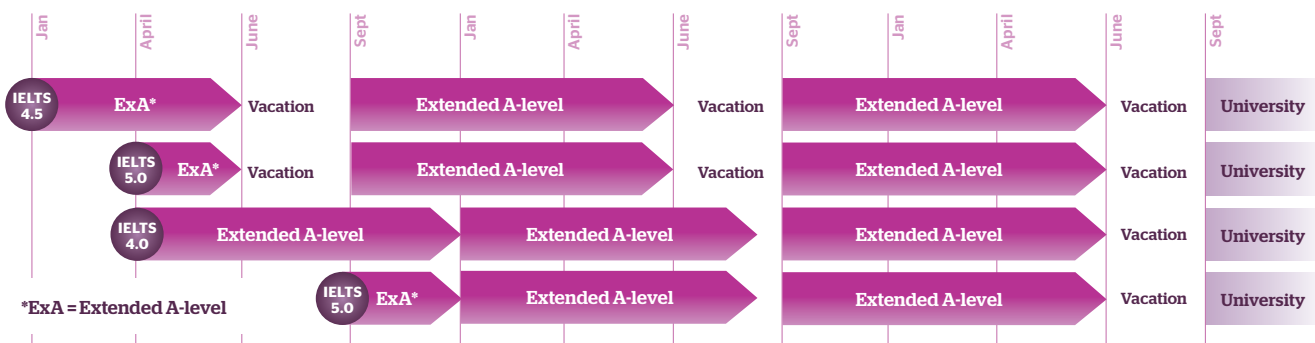 Jan April June Sept Jan April June Sept Jan April June Sept
IELTS 4.5 ExA* Vacation Extended A-level Vacation Extended A-level Vacation University
IELTS 5.0 ExA* Vacation Extended A-level Vacation Extended A-level Vacation University
IELTS 4.0 Extended A-level Extended A-level Extended A-level Vacation University
IELTS 5.0 ExA* Extended A-level Extended A-level Vacation University
*ExA = Extended A-level